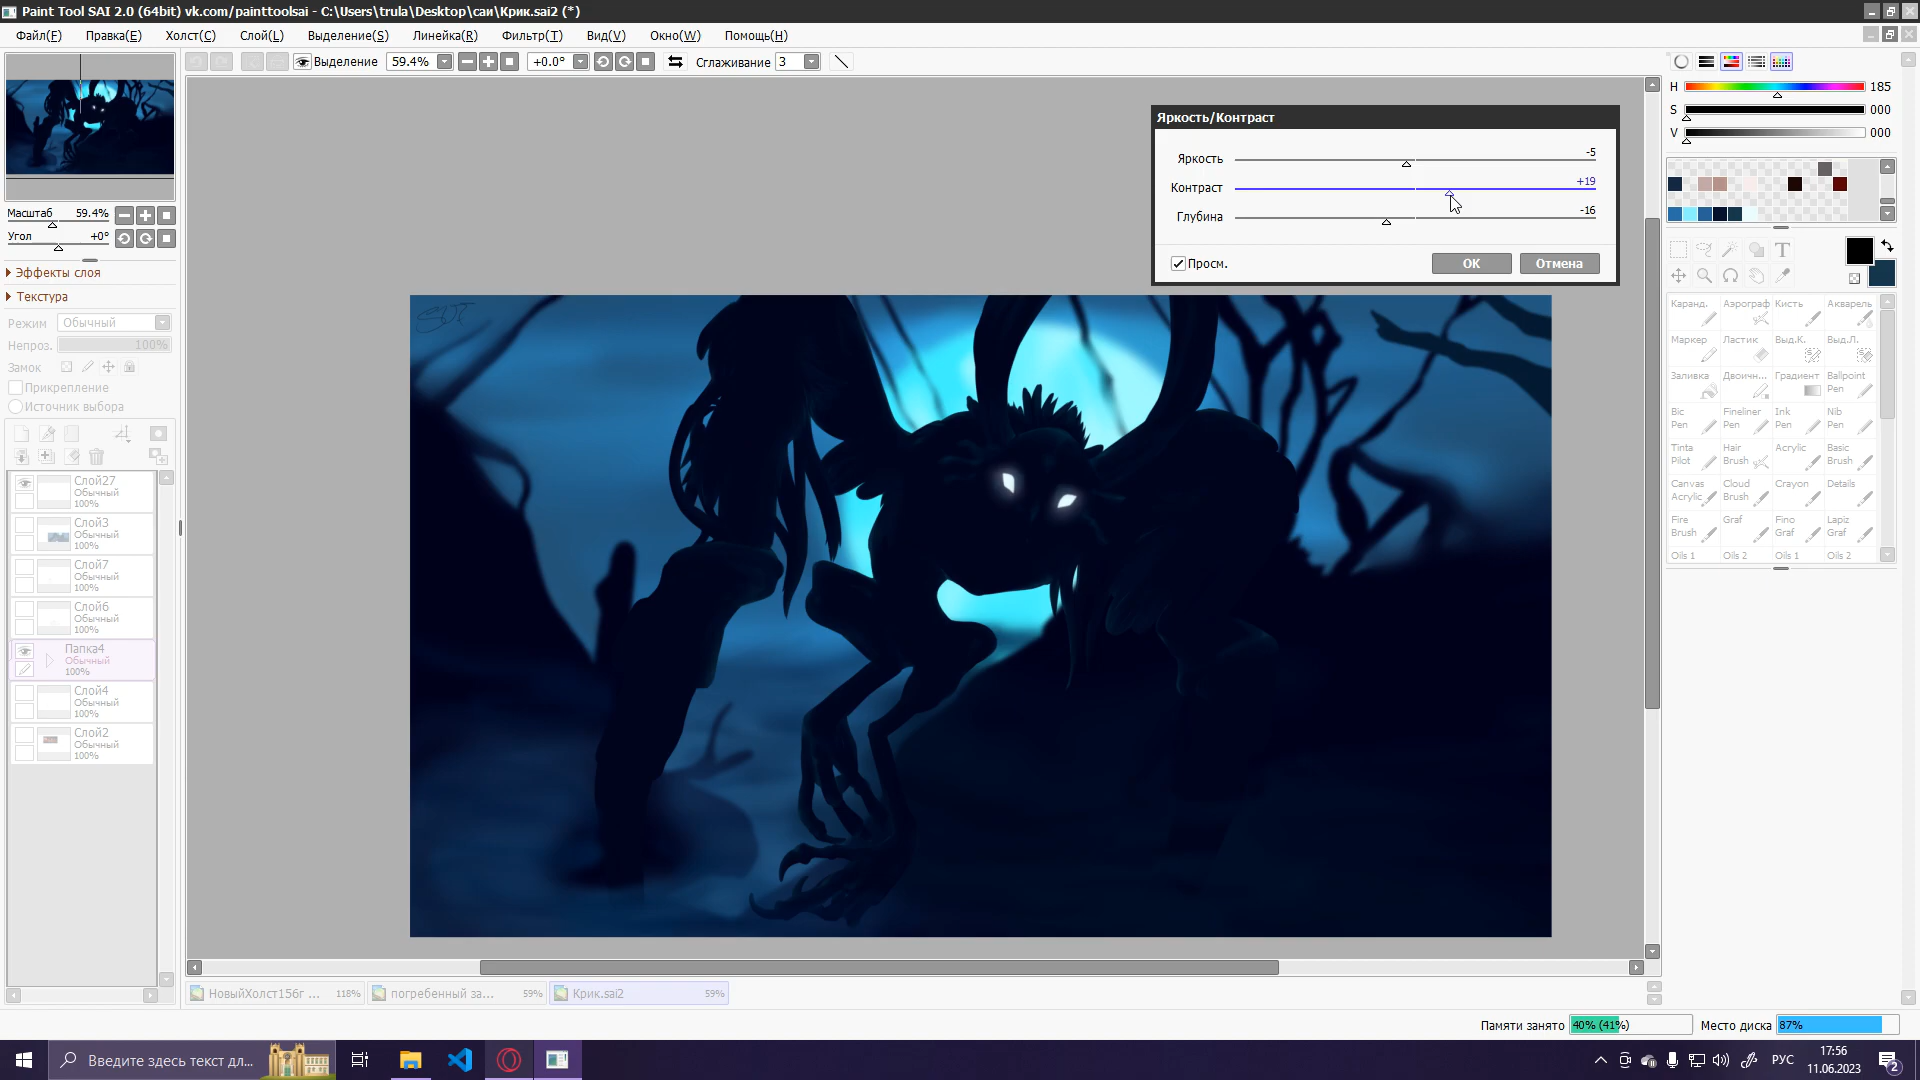 Paint Tool SAI 2.0 (64bit) vk.com/painttoolsai - C:\Users\trula\Desktop\саи\Крик.sai2 (*)
Файл(F) Правка(E) Холст(C) Слой(L) Выделение(S) Линейка(R) Фильтр(T) Вид(V) Окно(W) Помощь(H)
Выделение 59.4% +0.0° Сглаживание 3
Масштаб 59.4%
Угол +0°
Эффекты слоя
Текстура
Режим Обычный
Непроз. 100%
Замок
Прикрепление
Источник выбора
Слой27
Обычный
100%
Слой3
Обычный
100%
Слой7
Обычный
100%
Слой6
Обычный
100%
Папка4
Обычный
100%
Слой4
Обычный
100%
Слой2
Обычный
100%
Яркость/Контраст
Яркость -5
Контраст +19
Глубина -16
Просм. OK Отмена
H 185
S 000
V 000
T
Каранд. Аэрограф Кисть Акварель
Маркер Ластик Выд.К. Выд.Л.
Заливка Двоичн... Градиент Ballpoint Pen
Bic Pen Fineliner Pen Ink Pen Nib Pen
Tinta Pilot Hair Brush Acrylic Basic Brush
Canvas Acrylic Cloud Brush Crayon Details
Fire Brush Graf Fino Graf Lapiz Graf
Oils 1 Oils 2 Oils 1 Oils 2
НовыйХолст156г ... 118% погребенный за... 59% Крик.sai2 59%
Памяти занято 40% (41%) Место диска 87%
Введите здесь текст дл...
РУС
17:56
11.06.2023
2